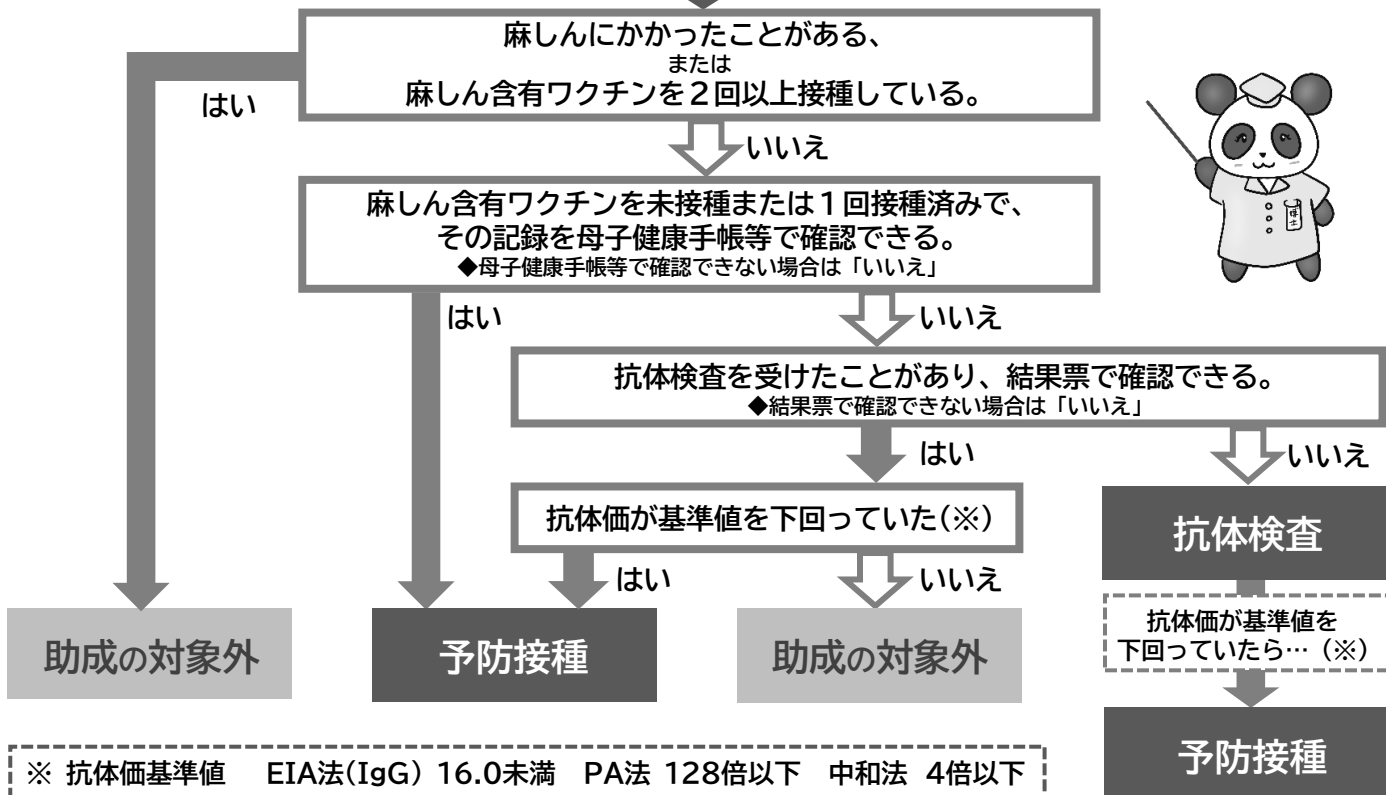 麻しんにかかったことがある、
または
麻しん含有ワクチンを２回以上接種している。
はい
いいえ
麻しん含有ワクチンを未接種または１回接種済みで、
その記録を母子健康手帳等で確認できる。
◆母子健康手帳等で確認できない場合は「いいえ」
はい
いいえ
抗体検査を受けたことがあり、結果票で確認できる。
◆結果票で確認できない場合は「いいえ」
はい
いいえ
抗体価が基準値を下回っていた(※)
抗体検査
はい
いいえ
抗体価が基準値を
下回っていたら…（※）
助成の対象外
予防接種
助成の対象外
予防接種
※ 抗体価基準値　EIA法(IgG) 16.0未満　PA法 128倍以下　中和法 4倍以下